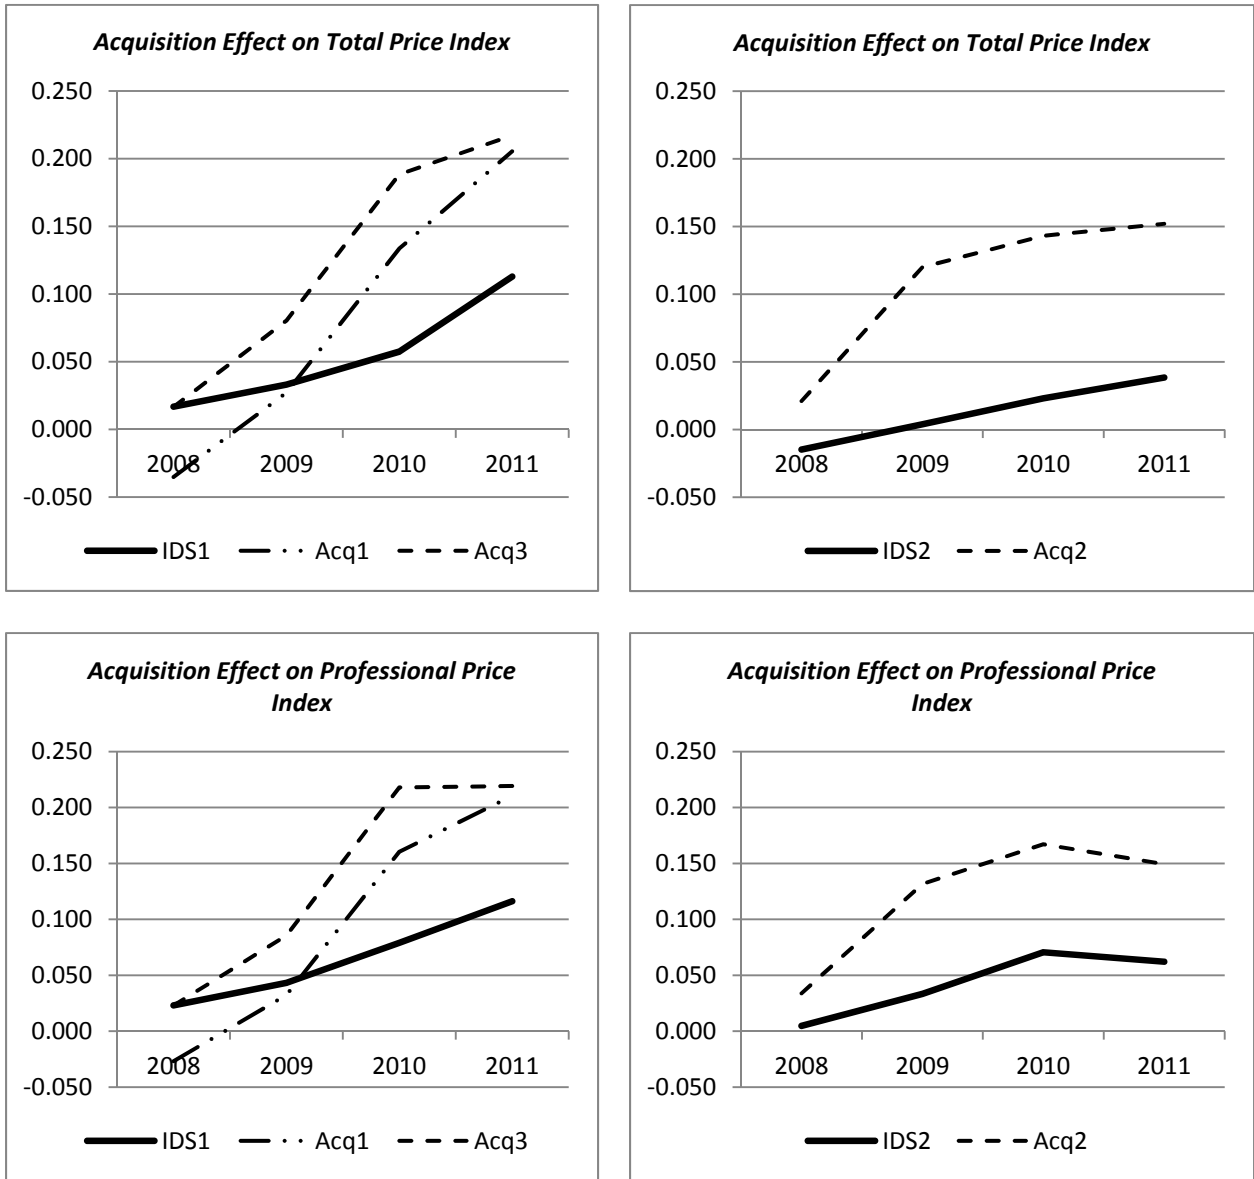 Acquisition Effect on Total Price Index
0.250
0.200
0.150
0.100
0.050
0.000
-0.050
2008 2009 2010 2011
IDS1 Acq1 Acq3
Acquisition Effect on Total Price Index
0.250
0.200
0.150
0.100
0.050
0.000
-0.050
2008 2009 2010 2011
IDS2 Acq2
Acquisition Effect on Professional Price
Index
0.250
0.200
0.150
0.100
0.050
0.000
-0.050
2008 2009 2010 2011
IDS1 Acq1 Acq3
Acquisition Effect on Professional Price
Index
0.250
0.200
0.150
0.100
0.050
0.000
-0.050
2008 2009 2010 2011
IDS2 Acq2